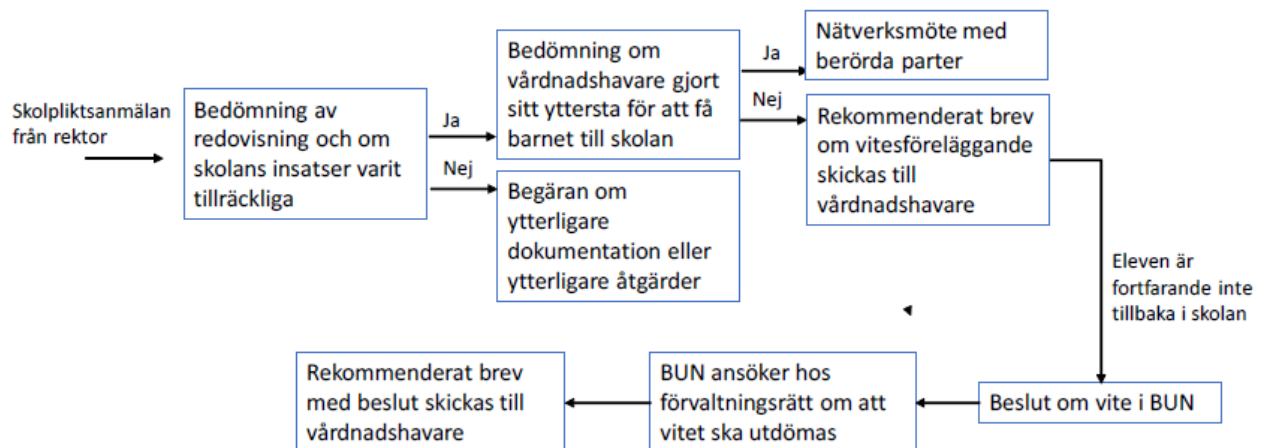 Skolpliktsanmälan
från rektor
Bedömning av
redovisning och om
skolans insatser varit
tillräckliga
Ja
Nej
Bedömning om
vårdnadshavare gjort
sitt yttersta för att få
barnet till skolan
Begäran om
ytterligare
dokumentation eller
ytterligare åtgärder
Ja
Nej
Nätverksmöte med
berörda parter
Rekommenderat brev
om vitesföreläggande
skickas till
vårdnadshavare
Eleven är
fortfarande inte
tillbaka i skolan
Beslut om vite i BUN
BUN ansöker hos
förvaltningsrätt om att
vitet ska utdömas
Rekommenderat brev
med beslut skickas till
vårdnadshavare